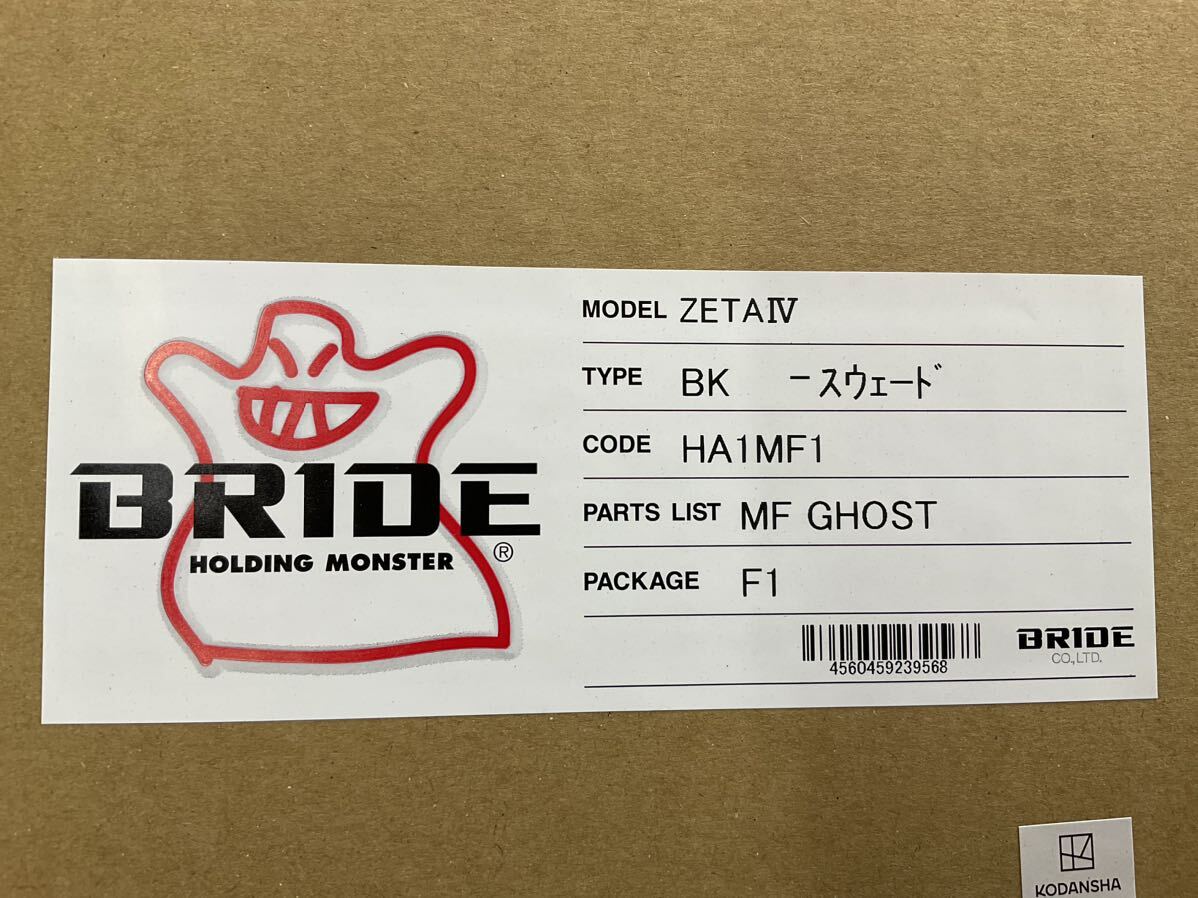 BRIDE
HOLDING MONSTER ®
MODEL ZETAⅣ
TYPE BK ースウェード
CODE HA1MF1
PARTS LIST MF GHOST
PACKAGE F1
4560459239568
BRIDE
CO.,LTD.
KODANSHA